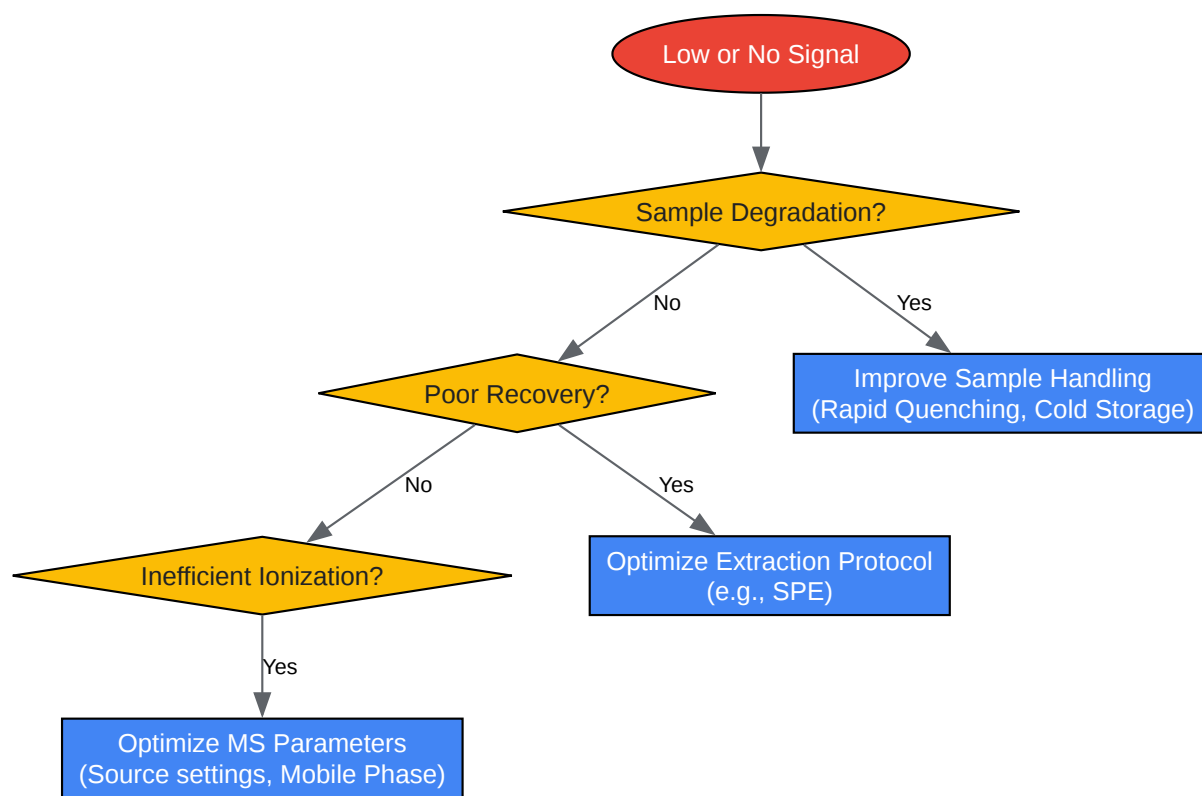 Low or No Signal
Sample Degradation?
No
Yes
Poor Recovery?
Improve Sample Handling
(Rapid Quenching, Cold Storage)
No
Yes
Inefficient Ionization?
Optimize Extraction Protocol
(e.g., SPE)
Yes
Optimize MS Parameters
(Source settings, Mobile Phase)